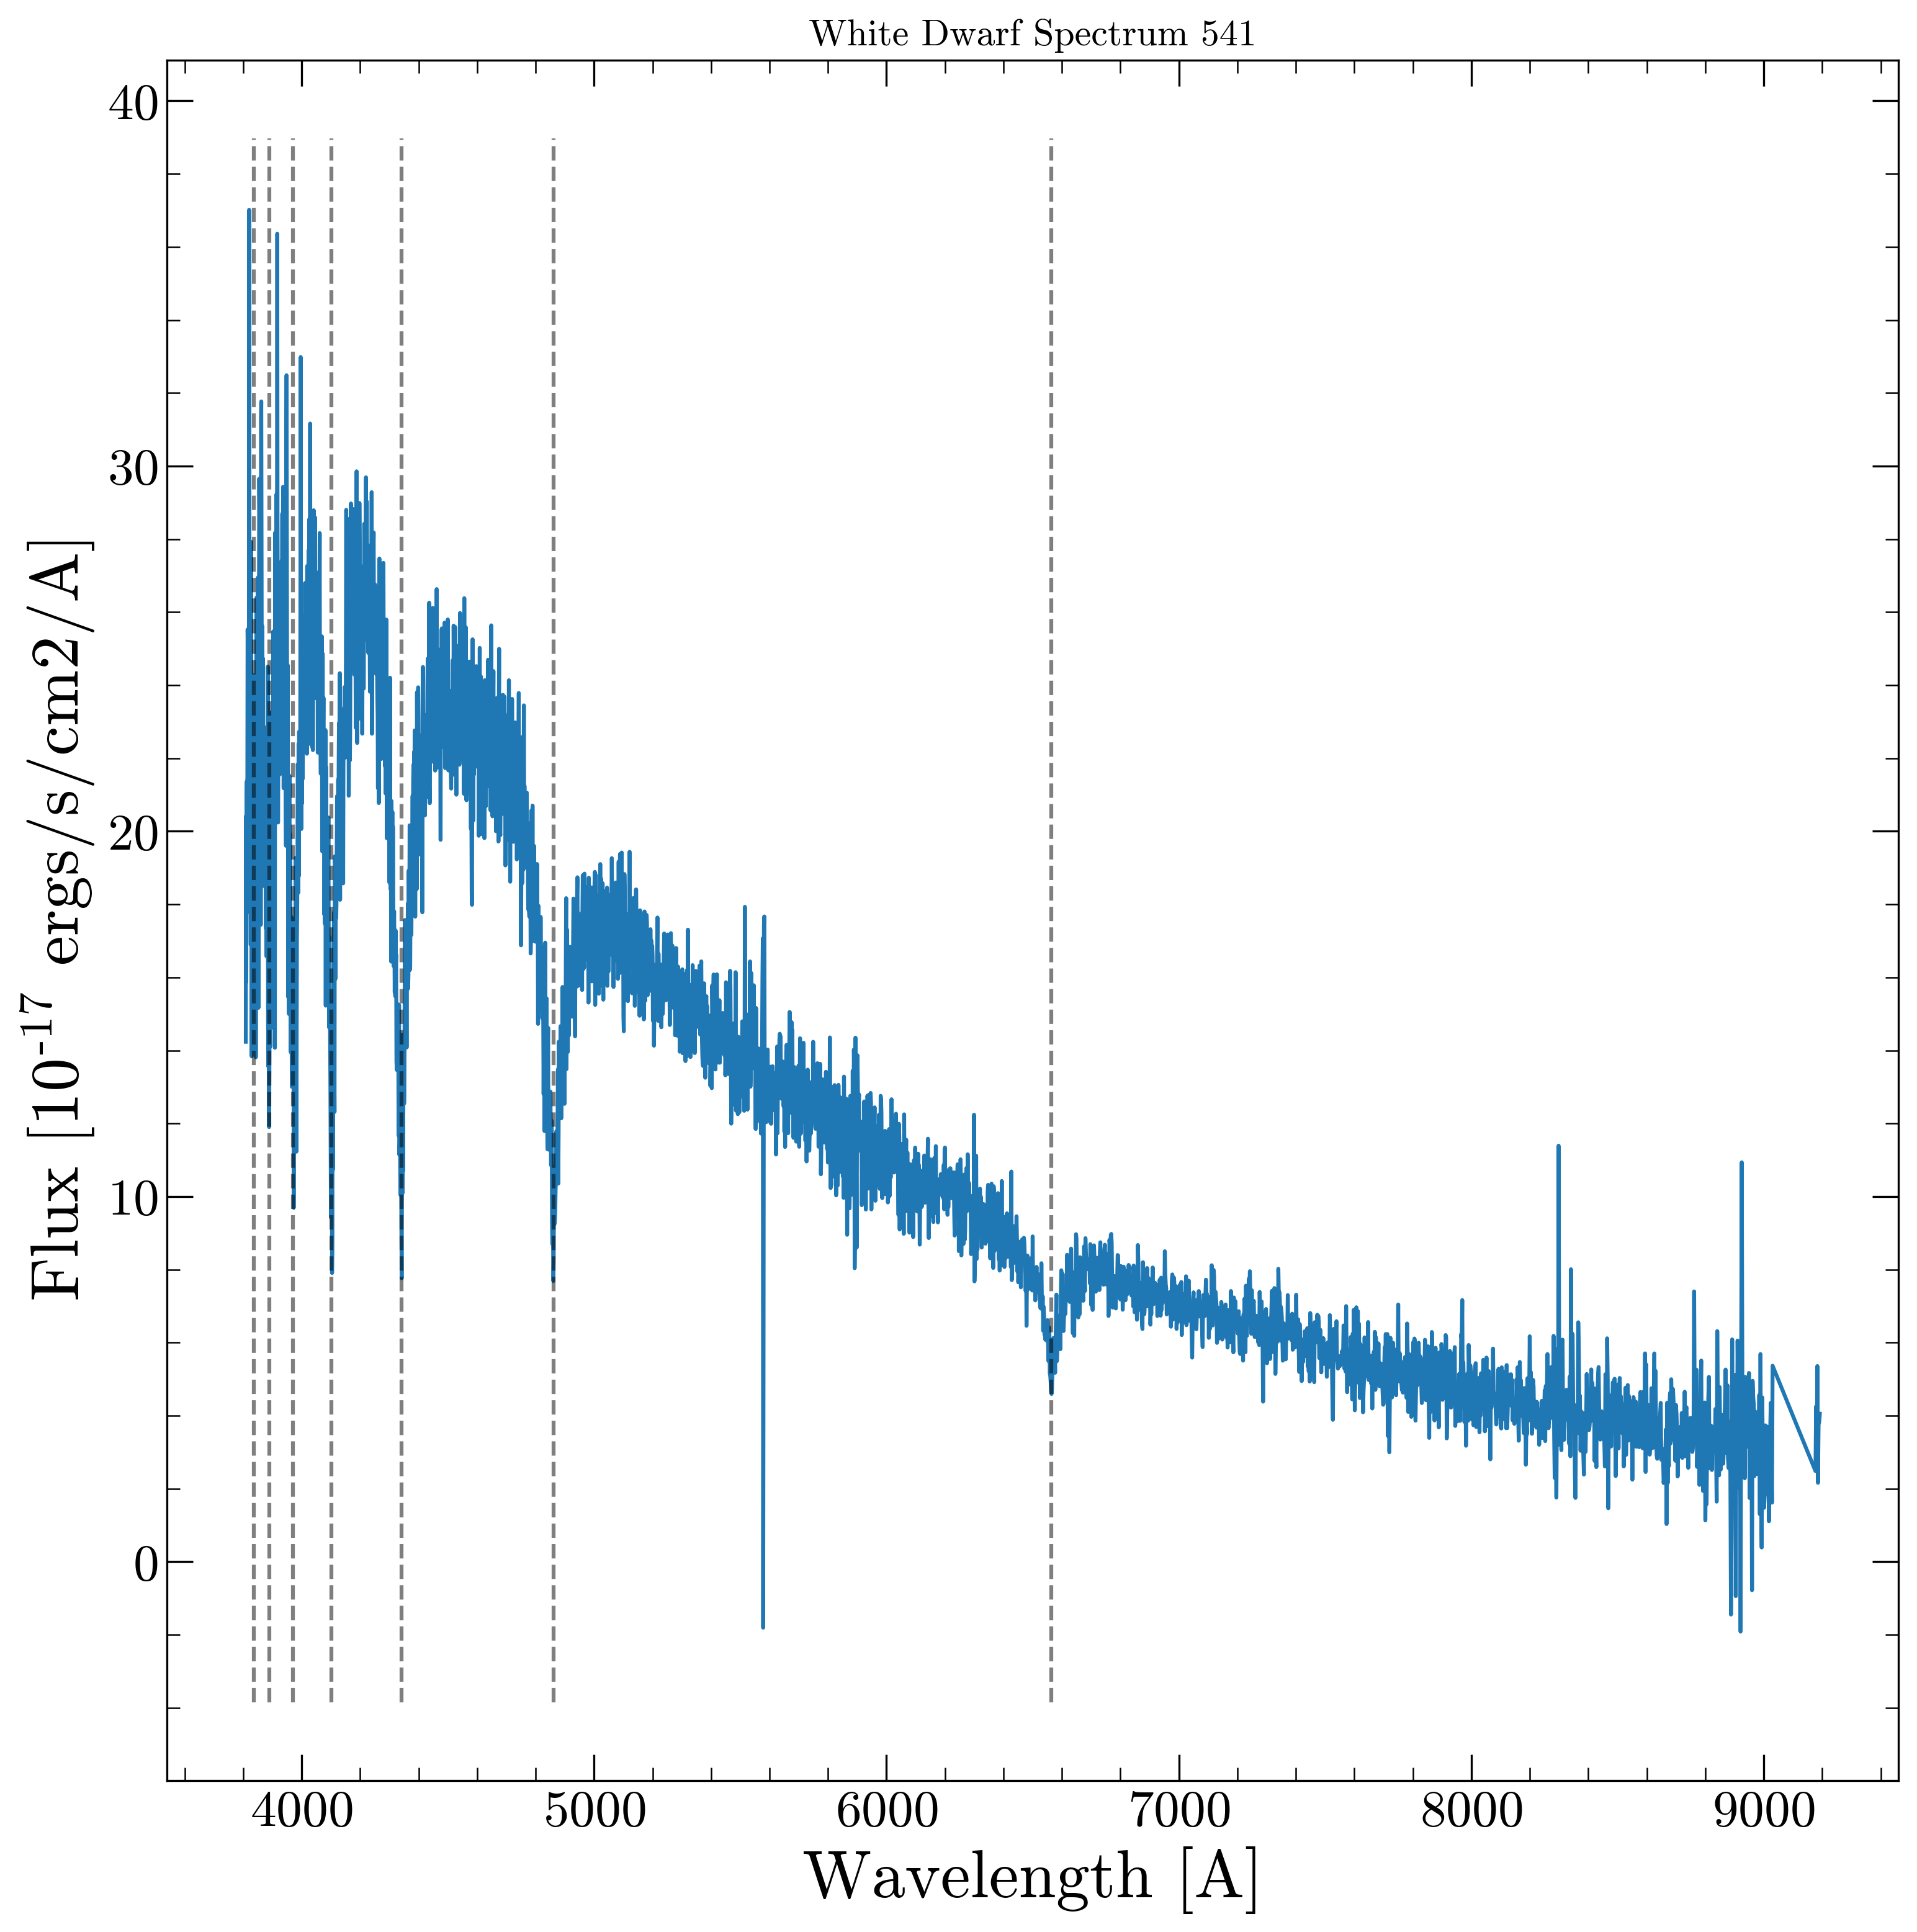 White Dwarf Spectrum 541
40
30
20
10
0
Flux [10-17 ergs/s/cm2/A]
4000 5000 6000 7000 8000 9000
Wavelength [A]